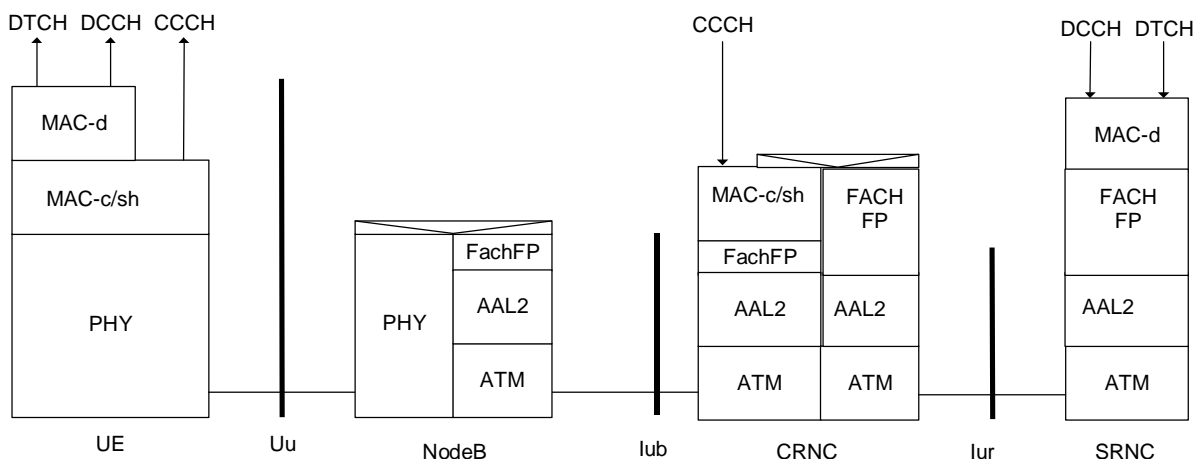 DTCH DCCH CCCH
CCCH
DCCH DTCH
MAC-d
MAC-c/sh
PHY
PHY
FachFP
AAL2
ATM
MAC-c/sh
FachFP
AAL2
ATM
FACH
FP
AAL2
ATM
MAC-d
FACH
FP
AAL2
ATM
UE
Uu
NodeB
Iub
CRNC
Iur
SRNC